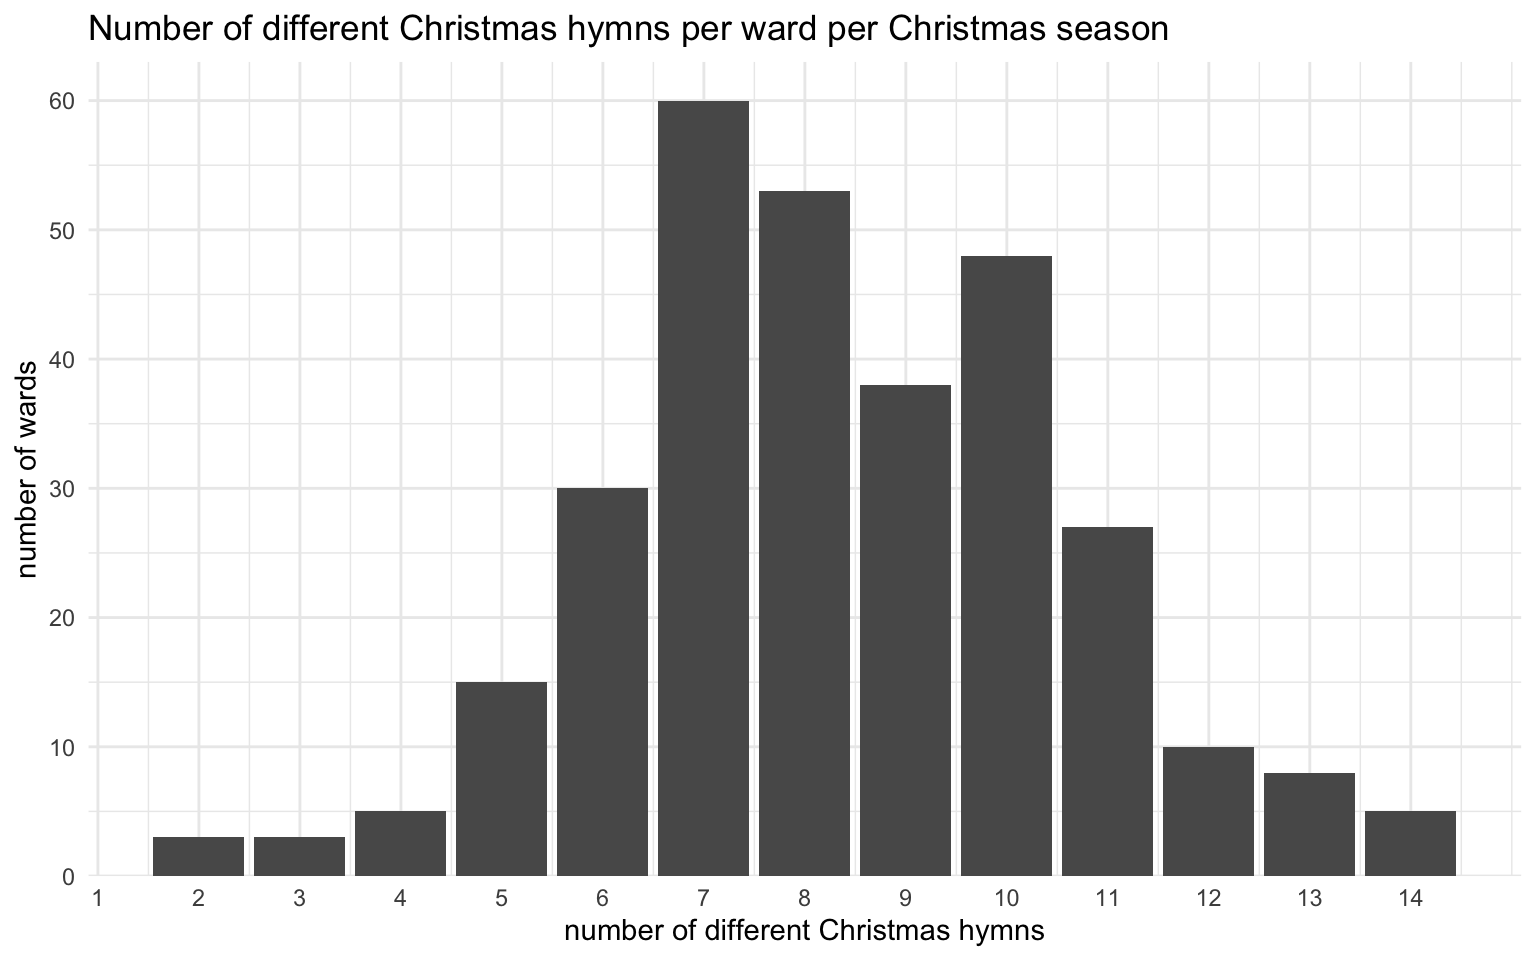 Number of different Christmas hymns per ward per Christmas season
60
50
40
30
20
10
0
number of wards
1 2 3 4 5 6 7 8 9 10 11 12 13 14
number of different Christmas hymns